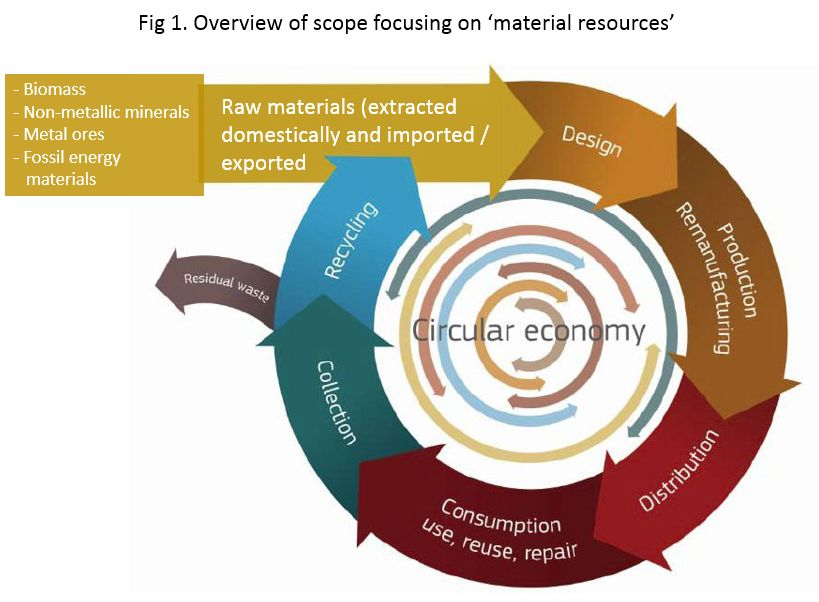 Fig 1. Overview of scope focusing on ‘material resources’
- Biomass
- Non-metallic minerals
- Metal ores
- Fossil energy
materials
Raw materials (extracted
domestically and imported /
exported
Design
Production
Remanufacturing
Distribution
Consumption
use, reuse, repair
Collection
Recycling
Residual waste
Circular economy